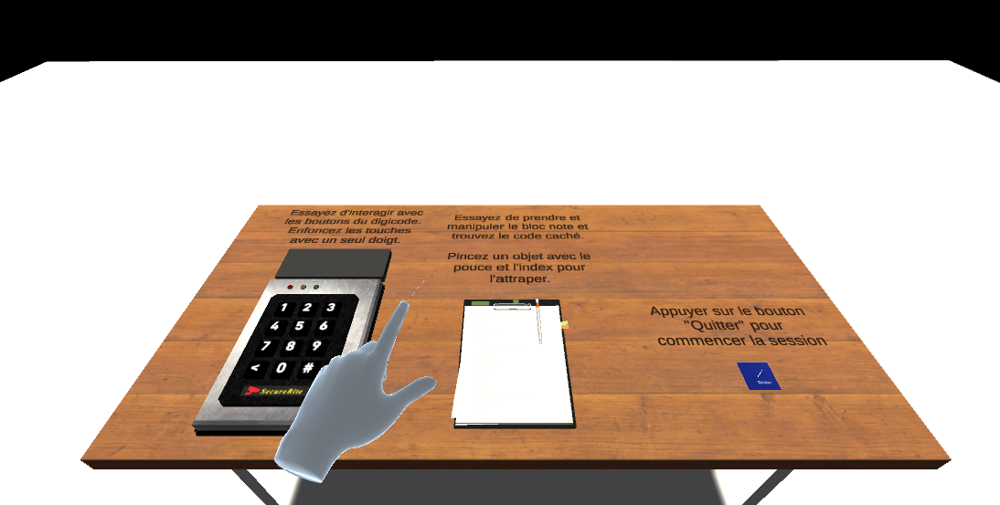 Essayez d'interagir avec
les boutons du digicode.
Enfoncez les touches
avec un seul doigt.
Essayez de prendre et
manipuler le bloc note et
trouvez le code caché.
Pincez un objet avec le
pouce et l'index pour
l'attraper.
Appuyer sur le bouton
"Quitter" pour
commencer la session
1 2 3
4 5 6
7 8 9
< 0 #
SecureRite